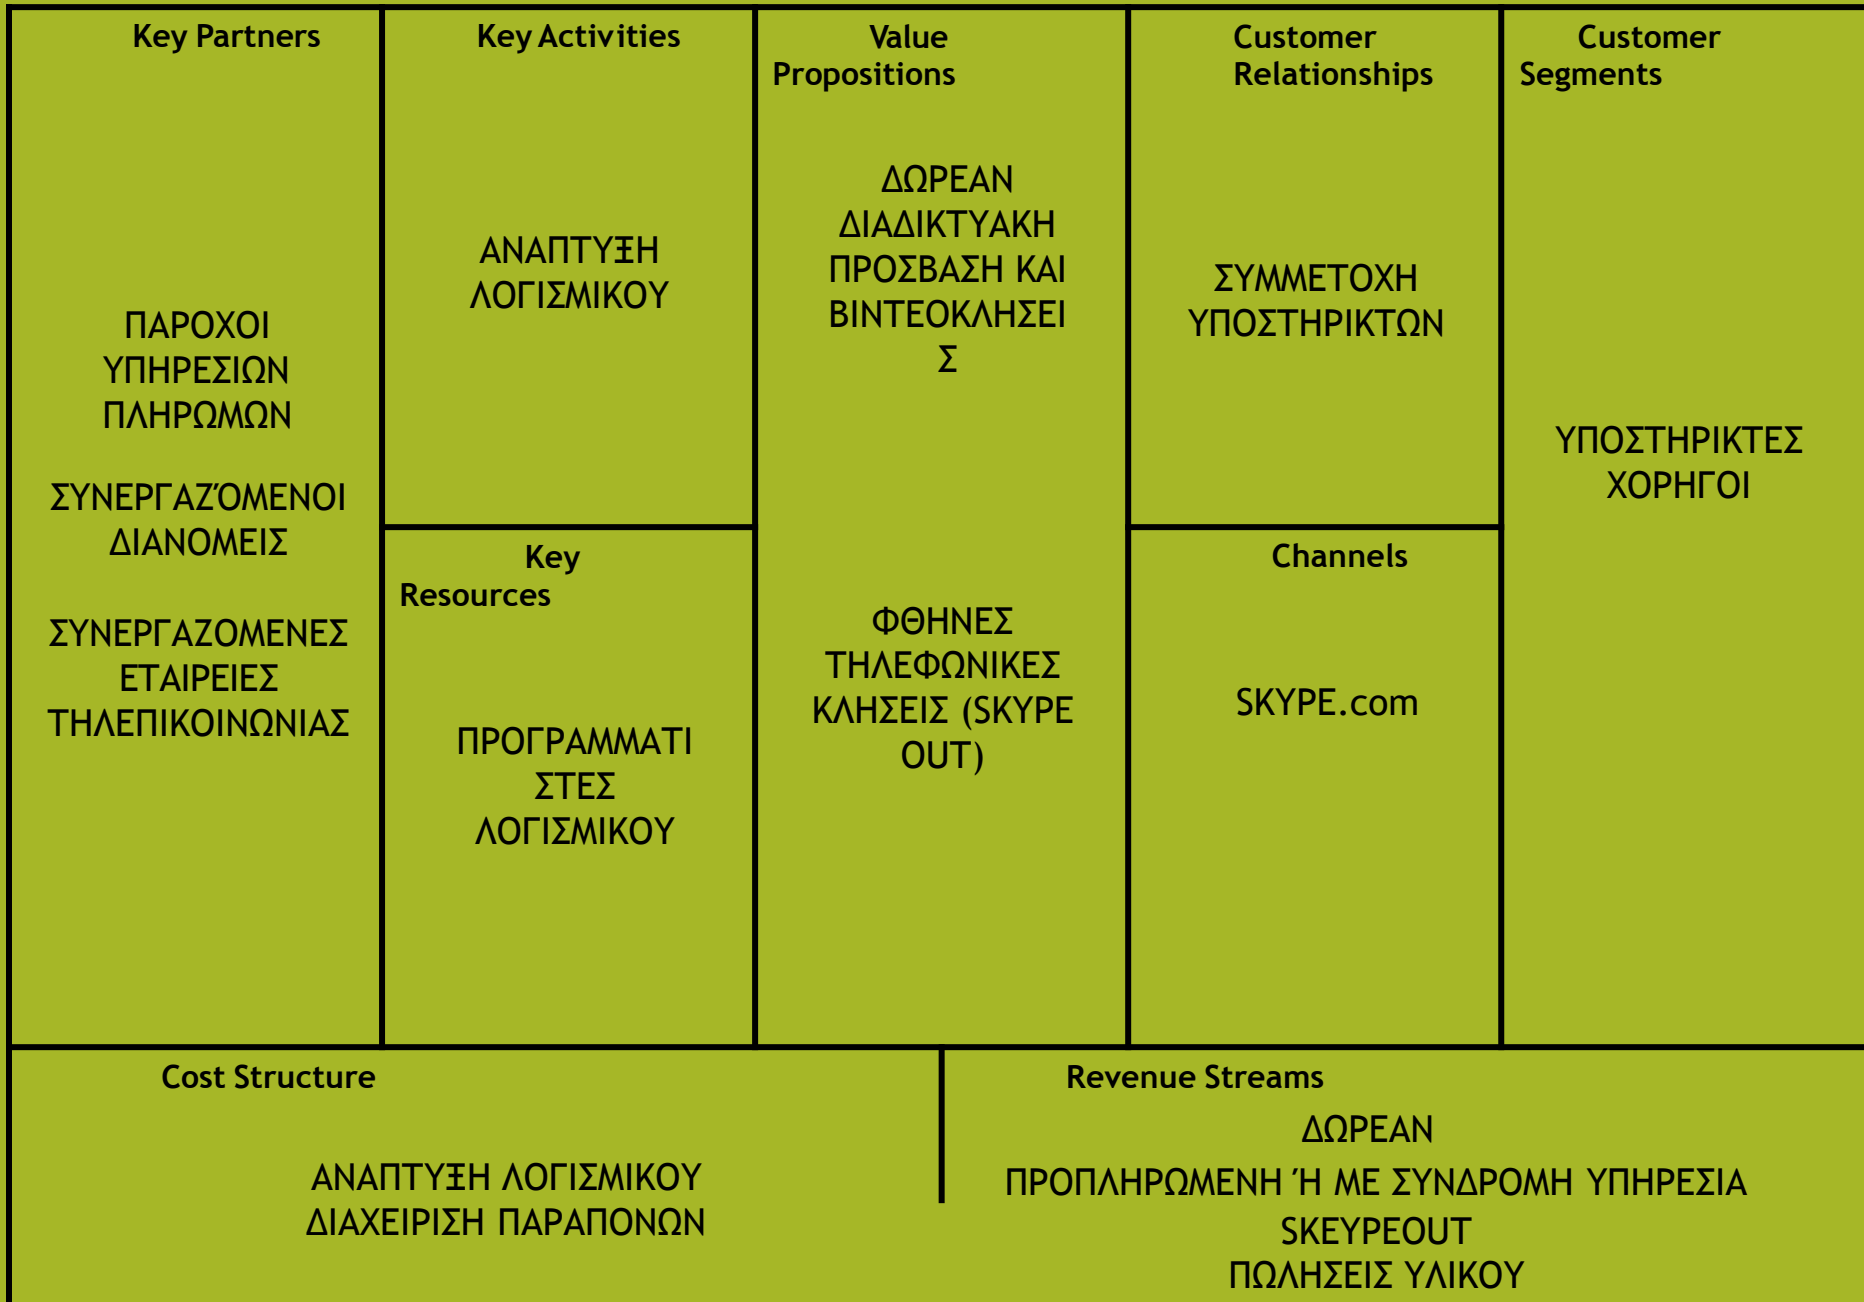 Key Partners
ΠΑΡΟΧΟΙ
ΥΠΗΡΕΣΙΩΝ
ΠΛΗΡΩΜΩΝ
ΣΥΝΕΡΓΑΖΌΜΕΝΟΙ
ΔΙΑΝΟΜΕΙΣ
ΣΥΝΕΡΓΑΖΟΜΕΝΕΣ
ΕΤΑΙΡΕΙΕΣ
ΤΗΛΕΠΙΚΟΙΝΩΝΙΑΣ
Key Activities
ΑΝΑΠΤΥΞΗ
ΛΟΓΙΣΜΙΚΟΥ
Key
Resources
ΠΡΟΓΡΑΜΜΑΤΙ
ΣΤΕΣ
ΛΟΓΙΣΜΙΚΟΥ
Value
Propositions
ΔΩΡΕΑΝ
ΔΙΑΔΙΚΤΥΑΚΗ
ΠΡΟΣΒΑΣΗ ΚΑΙ
ΒΙΝΤΕΟΚΛΗΣΕΙ
Σ
ΦΘΗΝΕΣ
ΤΗΛΕΦΩΝΙΚΕΣ
ΚΛΗΣΕΙΣ (SKYPE
OUT)
Customer
Relationships
ΣΥΜΜΕΤΟΧΗ
ΥΠΟΣΤΗΡΙΚΤΩΝ
Channels
SKYPE.com
Customer
Segments
ΥΠΟΣΤΗΡΙΚΤΕΣ
ΧΟΡΗΓΟΙ
Cost Structure
ΑΝΑΠΤΥΞΗ ΛΟΓΙΣΜΙΚΟΥ
ΔΙΑΧΕΙΡΙΣΗ ΠΑΡΑΠΟΝΩΝ
Revenue Streams
ΔΩΡΕΑΝ
ΠΡΟΠΛΗΡΩΜΕΝΗ Ή ΜΕ ΣΥΝΔΡΟΜΗ ΥΠΗΡΕΣΙΑ
SKEYPEOUT
ΠΩΛΗΣΕΙΣ ΥΛΙΚΟΥ